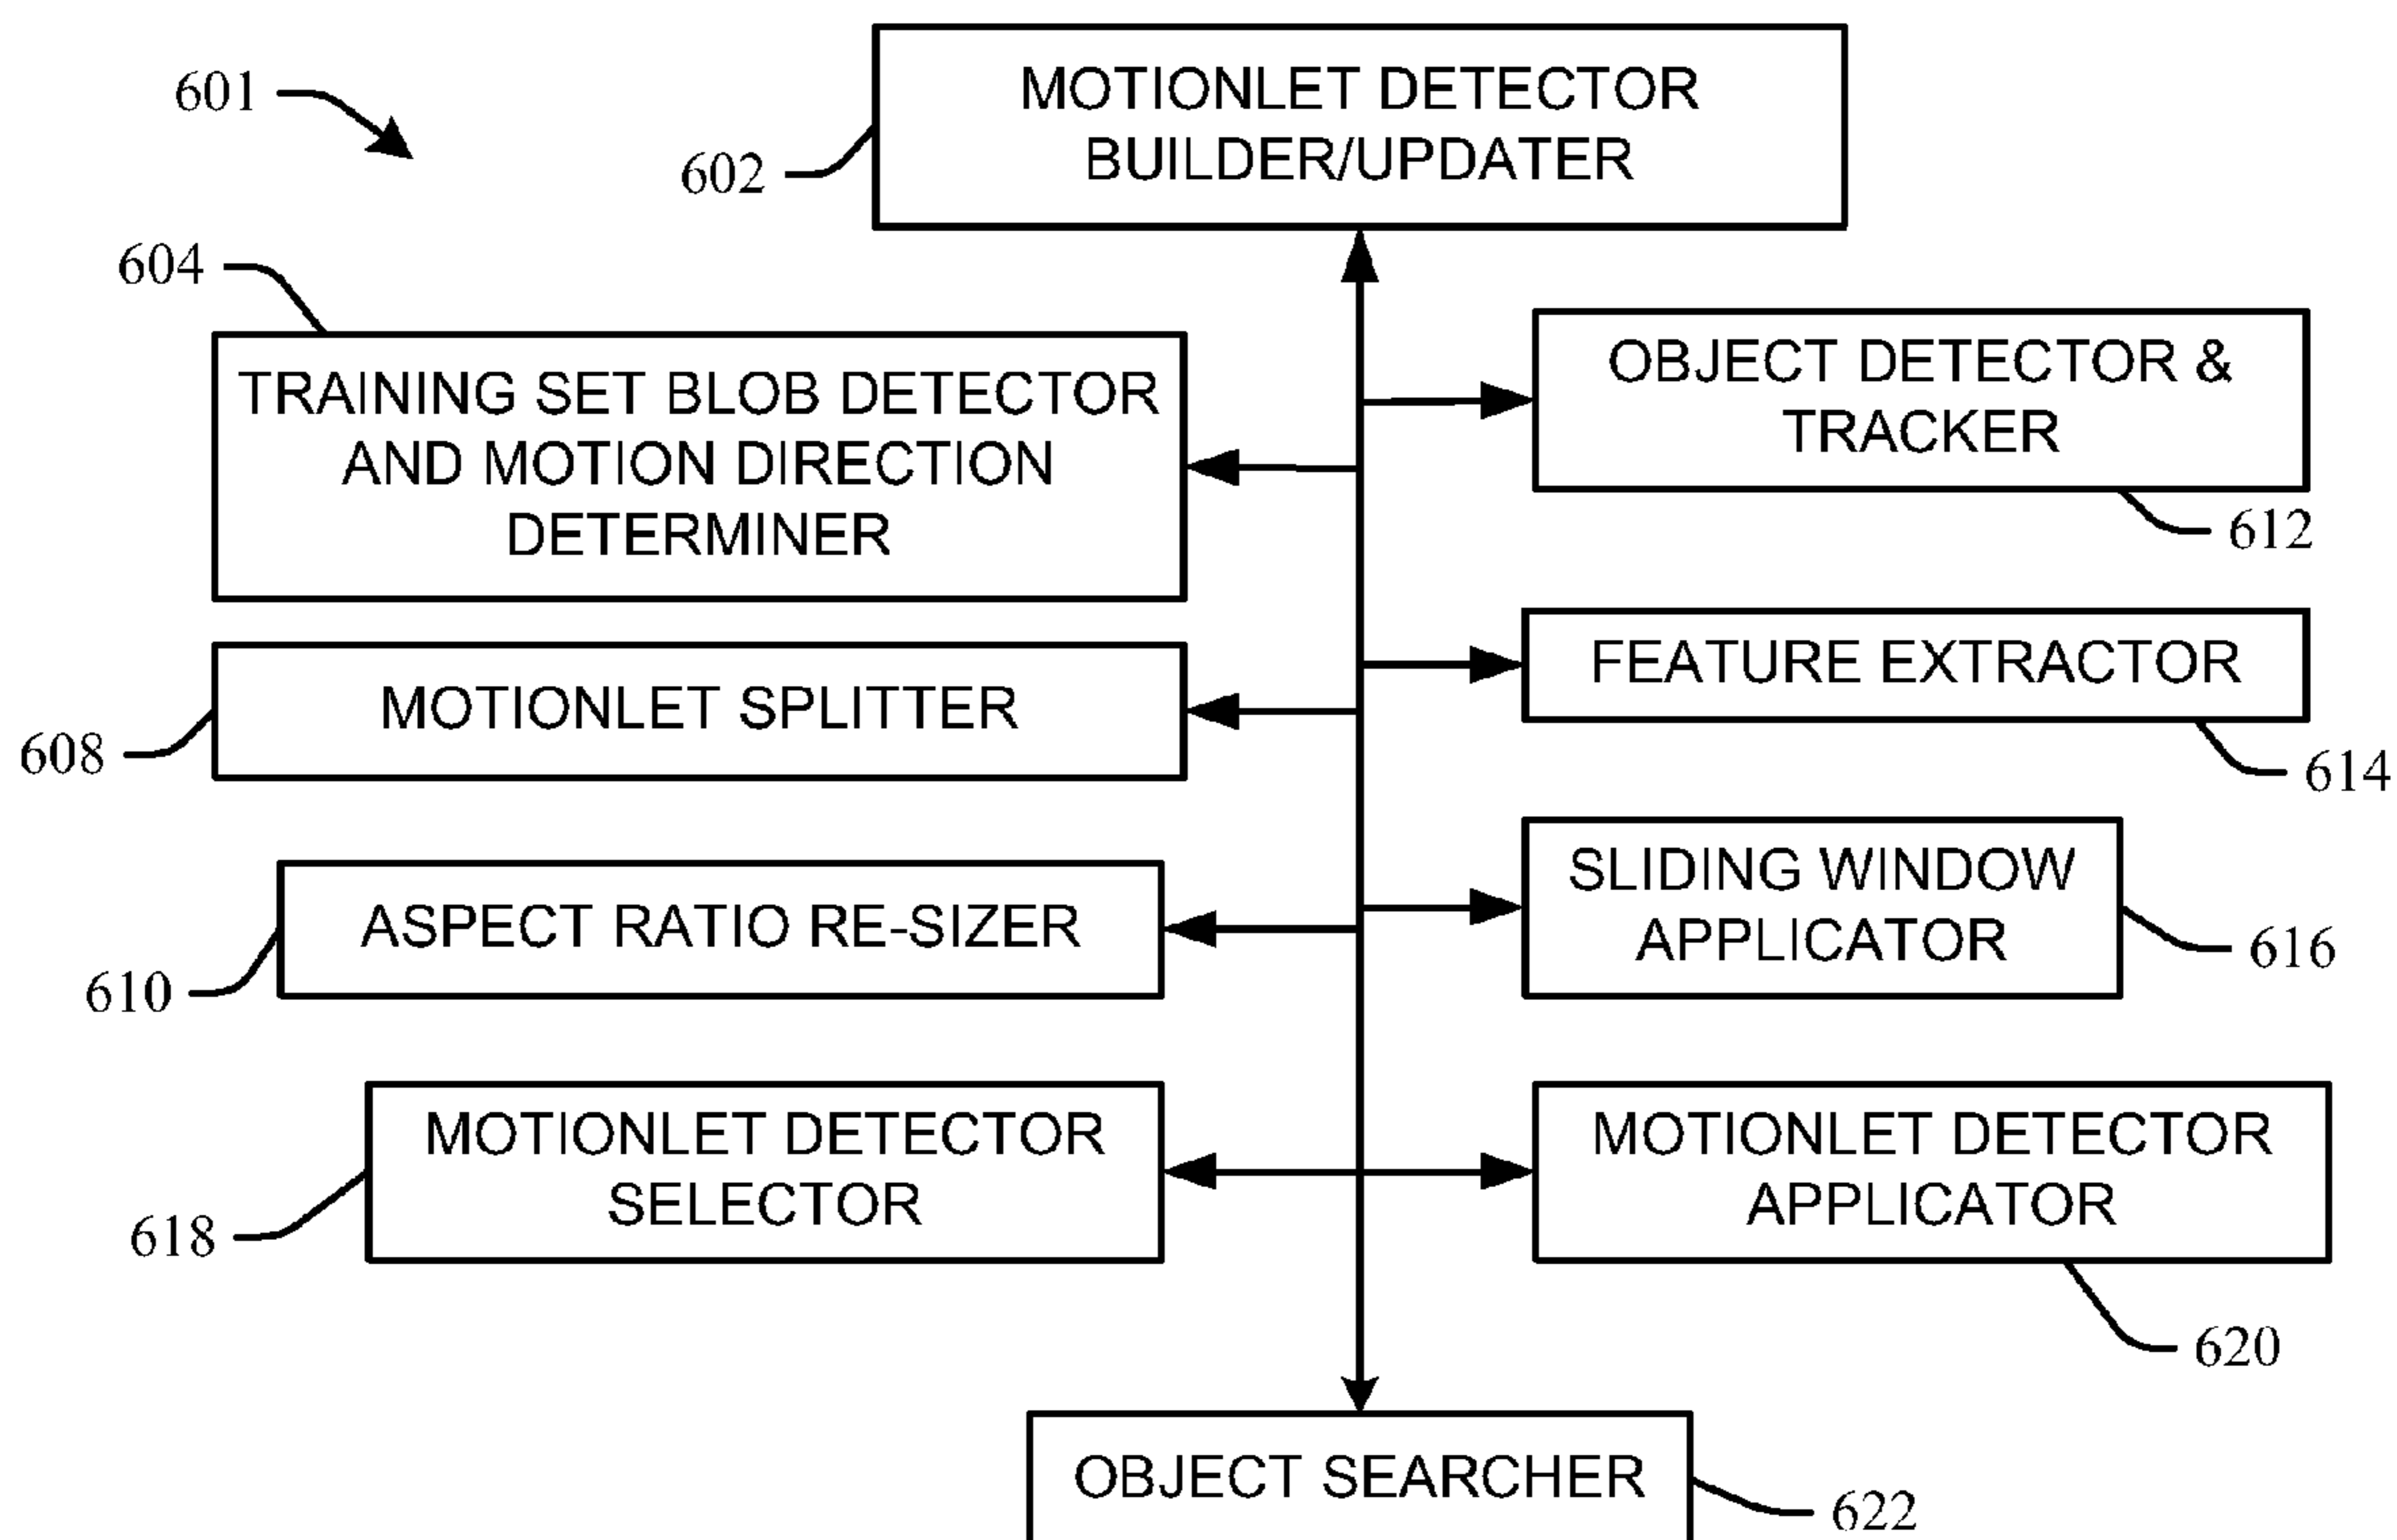 601
MOTIONLET DETECTOR
BUILDER/UPDATER
602
604
TRAINING SET BLOB DETECTOR
AND MOTION DIRECTION
DETERMINER
OBJECT DETECTOR &
TRACKER
612
MOTIONLET SPLITTER
608
FEATURE EXTRACTOR
614
ASPECT RATIO RE-SIZER
610
SLIDING WINDOW
APPLICATOR
616
MOTIONLET DETECTOR
SELECTOR
618
MOTIONLET DETECTOR
APPLICATOR
620
OBJECT SEARCHER
622